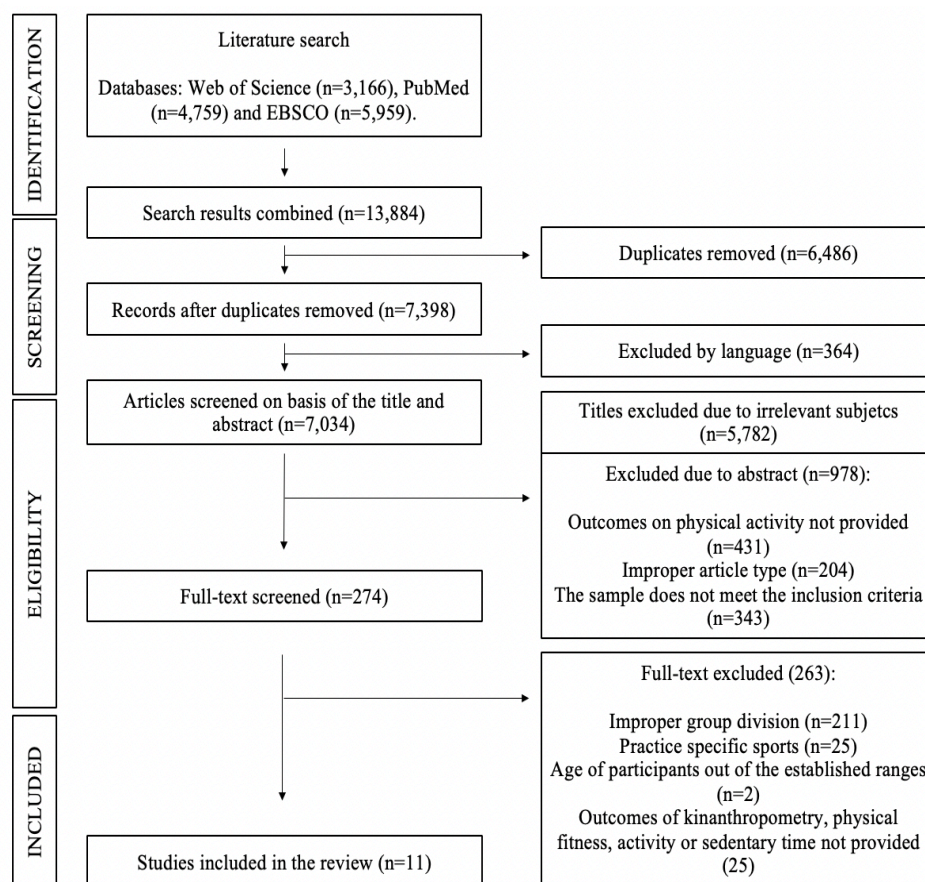 IDENTIFICATION
Literature search
Databases: Web of Science (n=3,166), PubMed
(n=4,759) and EBSCO (n=5,959).
Search results combined (n=13,884)
SCREENING
Duplicates removed (n=6,486)
Records after duplicates removed (n=7,398)
Excluded by language (n=364)
Articles screened on basis of the title and
abstract (n=7,034)
ELIGIBILITY
Titles excluded due to irrelevant subjetcs
(n=5,782)
Excluded due to abstract (n=978):
Outcomes on physical activity not provided
(n=431)
Improper article type (n=204)
The sample does not meet the inclusion criteria
(n=343)
Full-text screened (n=274)
Full-text excluded (263):
Improper group division (n=211)
Practice specific sports (n=25)
Age of participants out of the established ranges
(n=2)
Outcomes of kinanthropometry, physical
fitness, activity or sedentary time not provided
(25)
INCLUDED
Studies included in the review (n=11)